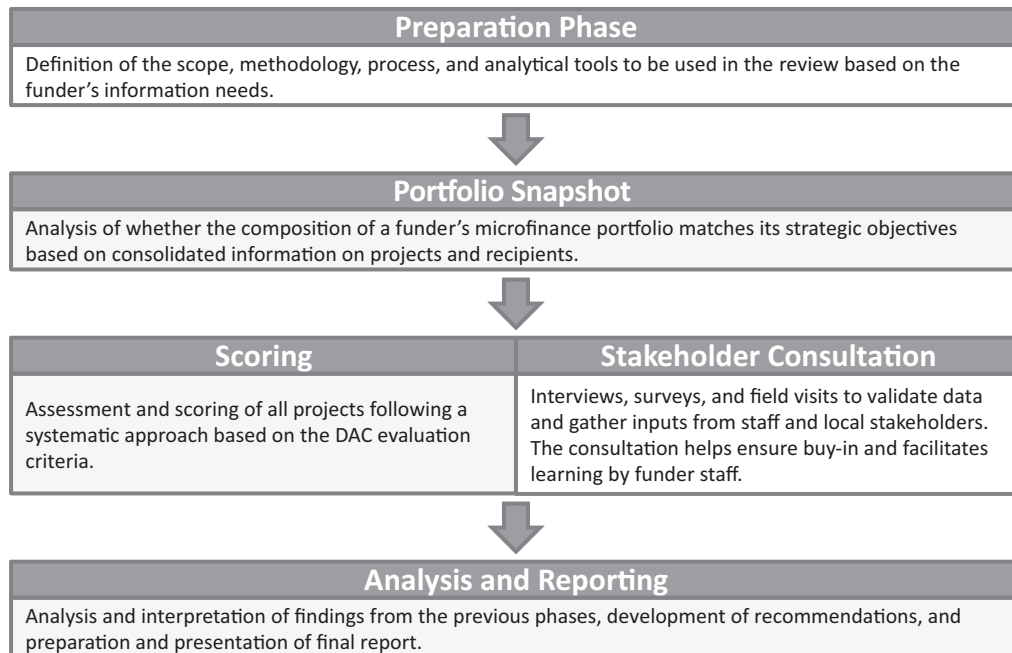 Preparation Phase
Definition of the scope, methodology, process, and analytical tools to be used in the review based on the
funder’s information needs.
Portfolio Snapshot
Analysis of whether the composition of a funder’s microfinance portfolio matches its strategic objectives
based on consolidated information on projects and recipients.
Scoring
Assessment and scoring of all projects following a
systematic approach based on the DAC evaluation
criteria.
Stakeholder Consultation
Interviews, surveys, and field visits to validate data
and gather inputs from staff and local stakeholders.
The consultation helps ensure buy-in and facilitates
learning by funder staff.
Analysis and Reporting
Analysis and interpretation of findings from the previous phases, development of recommendations, and
preparation and presentation of final report.